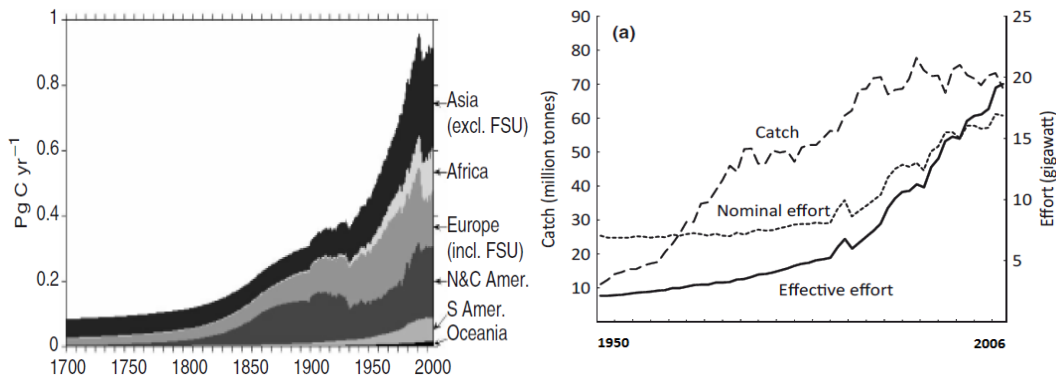 1
0.8
0.6
0.4
0.2
0
Pg C yr⁻¹
1700 1750 1800 1850 1900 1950 2000
Asia
(excl. FSU)
Africa
Europe
(incl. FSU)
N&C Amer.
S Amer.
Oceania
(a)
90
80
70
60
50
40
30
20
10
Catch (million tonnes)
Catch
Nominal effort
Effective effort
25
20
15
10
5
Effort (gigawatt)
1950 2006